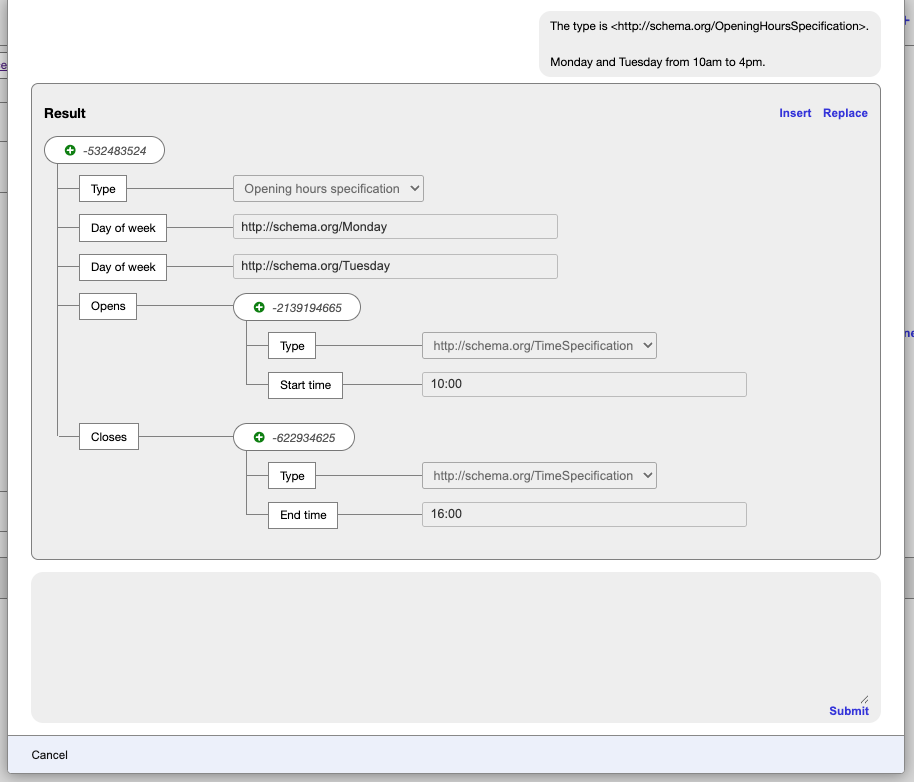 The type is <http://schema.org/OpeningHoursSpecification>.
Monday and Tuesday from 10am to 4pm.
Result
Insert Replace
-532483524
Type Opening hours specification
Day of week http://schema.org/Monday
Day of week http://schema.org/Tuesday
Opens -2139194665
Type http://schema.org/TimeSpecification
Start time 10:00
Closes -622934625
Type http://schema.org/TimeSpecification
End time 16:00
Submit
Cancel